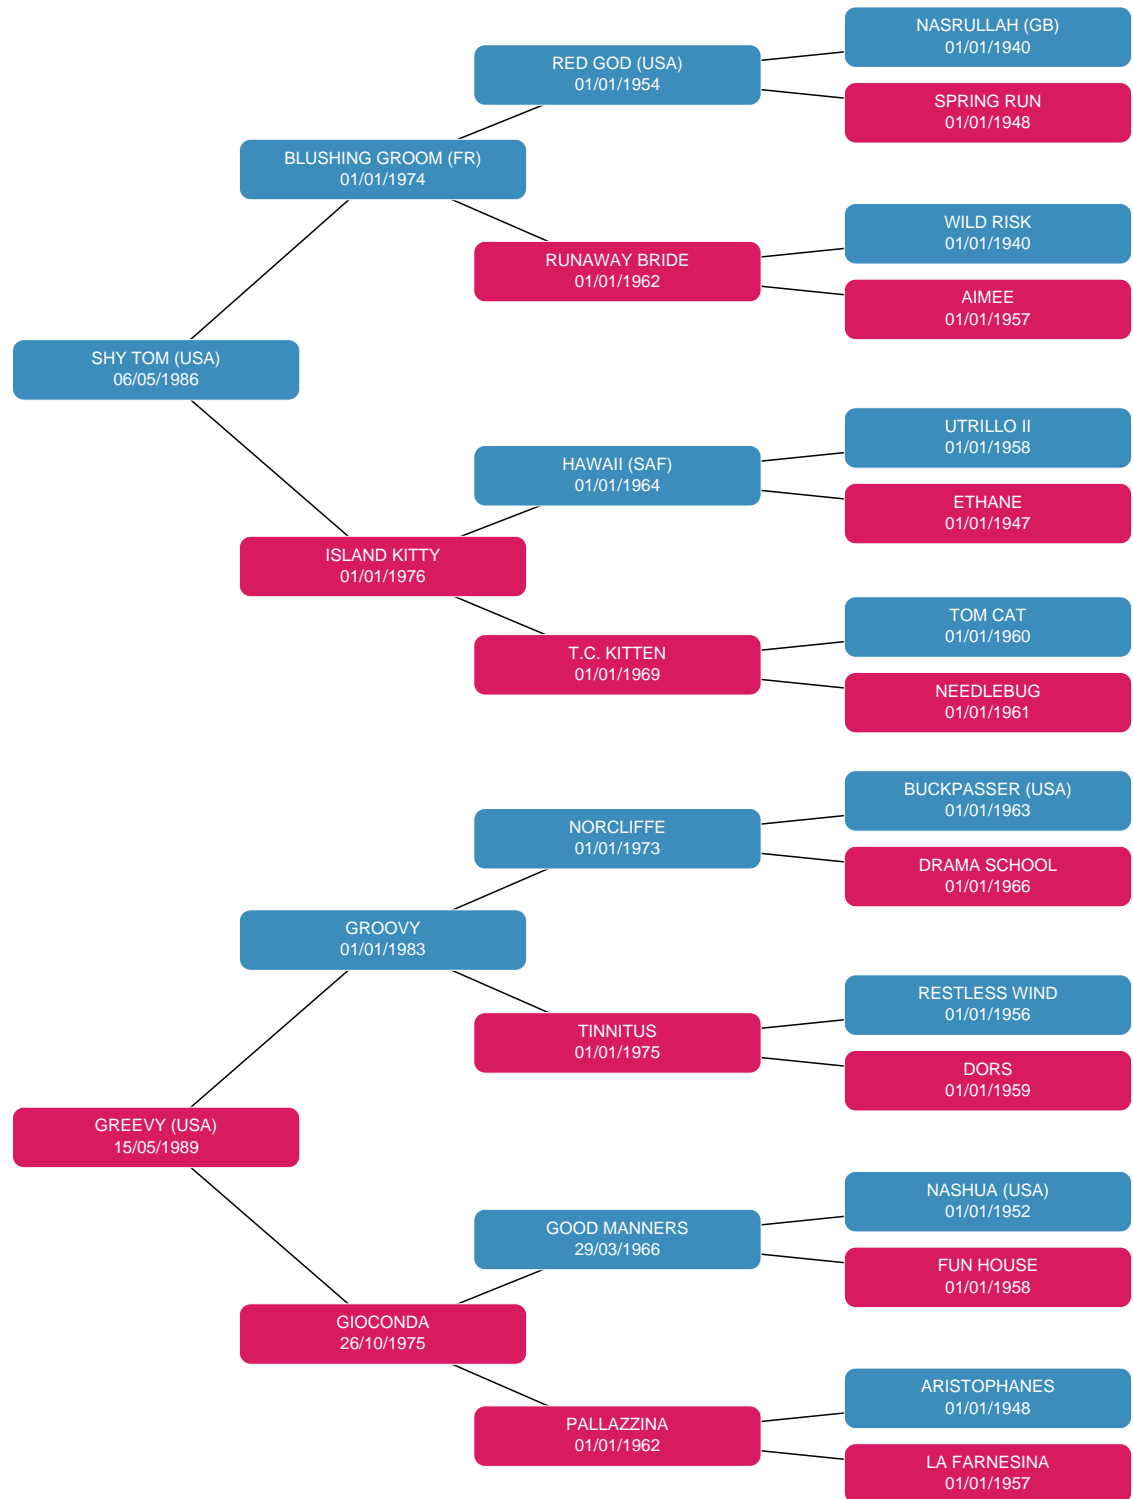 NASRULLAH (GB)
01/01/1940
RED GOD (USA)
01/01/1954
SPRING RUN
01/01/1948
BLUSHING GROOM (FR)
01/01/1974
WILD RISK
01/01/1940
RUNAWAY BRIDE
01/01/1962
AIMEE
01/01/1957
SHY TOM (USA)
06/05/1986
UTRILLO II
01/01/1958
HAWAII (SAF)
01/01/1964
ETHANE
01/01/1947
ISLAND KITTY
01/01/1976
TOM CAT
01/01/1960
T.C. KITTEN
01/01/1969
NEEDLEBUG
01/01/1961
BUCKPASSER (USA)
01/01/1963
NORCLIFFE
01/01/1973
DRAMA SCHOOL
01/01/1966
GROOVY
01/01/1983
RESTLESS WIND
01/01/1956
TINNITUS
01/01/1975
DORS
01/01/1959
GREEVY (USA)
15/05/1989
NASHUA (USA)
01/01/1952
GOOD MANNERS
29/03/1966
FUN HOUSE
01/01/1958
GIOCONDA
26/10/1975
ARISTOPHANES
01/01/1948
PALLAZZINA
01/01/1962
LA FARNESINA
01/01/1957